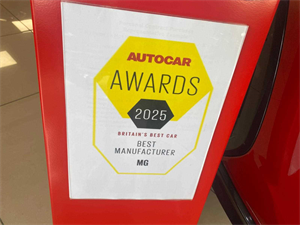 AUTOCAR
AWARDS
2025
BRITAIN'S BEST CAR
BEST
MANUFACTURER
MG